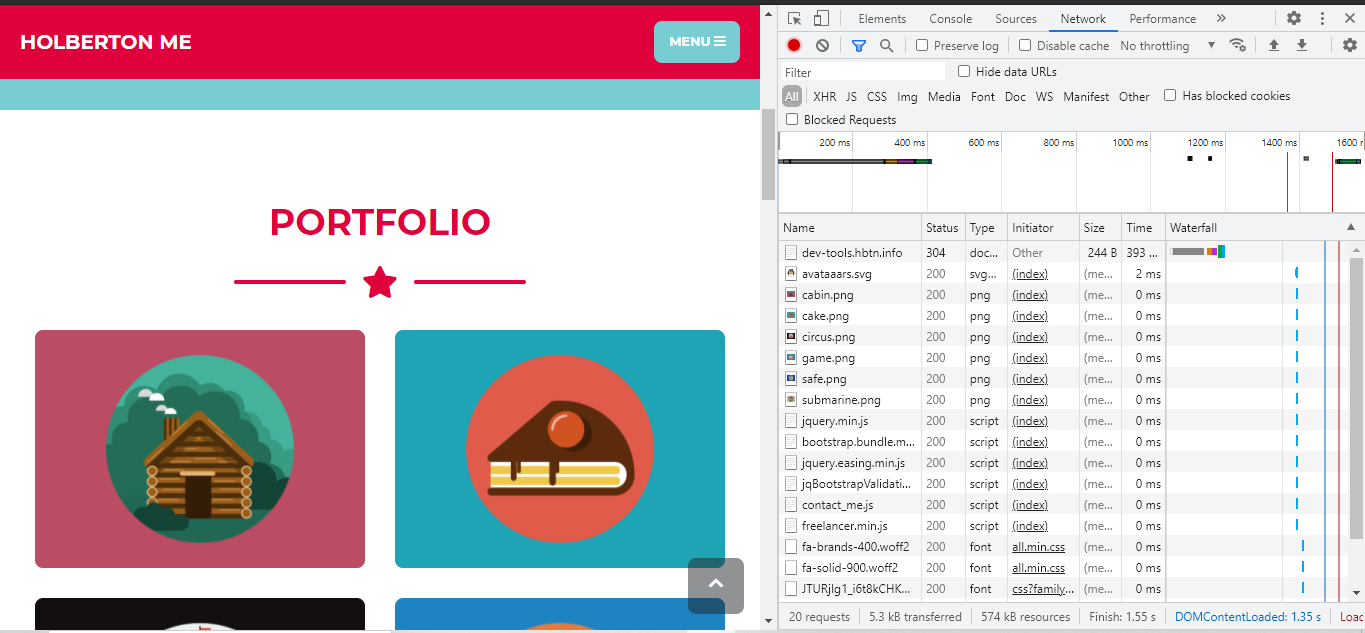 HOLBERTON ME
MENU
PORTFOLIO
Elements Console Sources Network Performance
Preserve log Disable cache No throttling
Filter Hide data URLs
All XHR JS CSS Img Media Font Doc WS Manifest Other Has blocked cookies
Blocked Requests
200 ms 400 ms 600 ms 800 ms 1000 ms 1200 ms 1400 ms 1600 r
Name Status Type Initiator Size Time Waterfall
dev-tools.hbtn.info 304 doc... Other 244 B 393 ...
avataaars.svg 200 svg... (index) (me... 2 ms
cabin.png 200 png (index) (me... 0 ms
cake.png 200 png (index) (me... 0 ms
circus.png 200 png (index) (me... 0 ms
game.png 200 png (index) (me... 0 ms
safe.png 200 png (index) (me... 0 ms
submarine.png 200 png (index) (me... 0 ms
jquery.min.js 200 script (index) (me... 0 ms
bootstrap.bundle.m... 200 script (index) (me... 0 ms
jquery.easing.min.js 200 script (index) (me... 0 ms
jqBootstrapValidati... 200 script (index) (me... 0 ms
contact_me.js 200 script (index) (me... 0 ms
freelancer.min.js 200 script (index) (me... 0 ms
fa-brands-400.woff2 200 font all.min.css (me... 0 ms
fa-solid-900.woff2 200 font all.min.css (me... 0 ms
JTURjIg1_i6t8kCHK... 200 font css?family... (me... 0 ms
20 requests 5.3 kB transferred 574 kB resources Finish: 1.55 s DOMContentLoaded: 1.35 s Loac